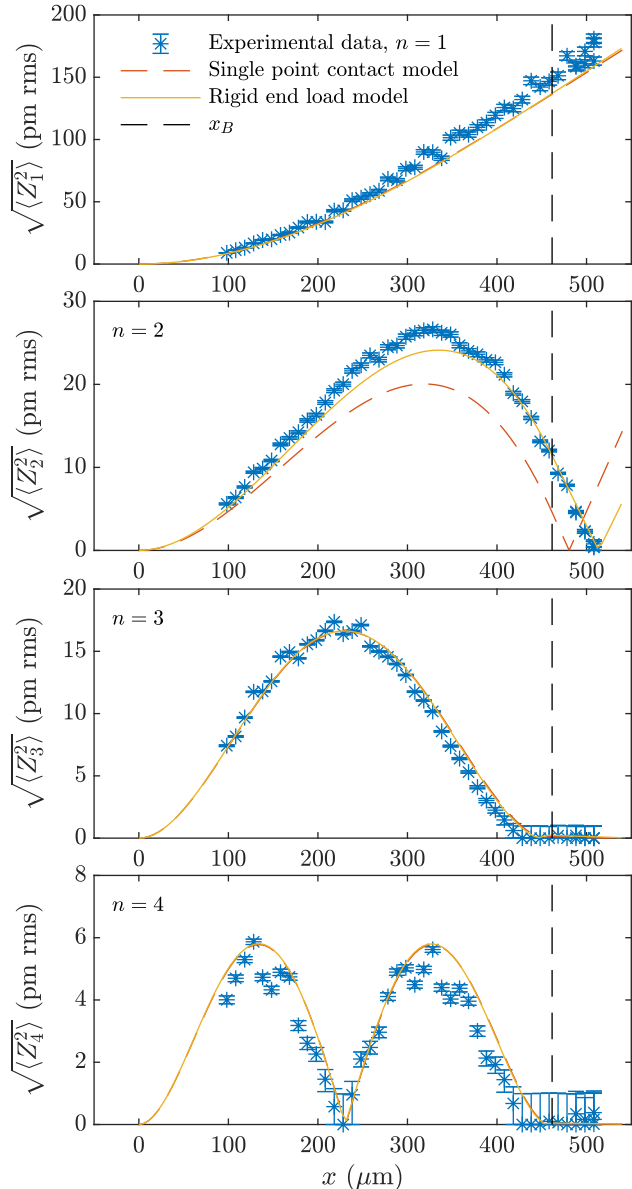 200
150
100
50
0
√⟨Z₁²⟩ (pm rms)
Experimental data, n = 1
Single point contact model
Rigid end load model
x_B
0 100 200 300 400 500
30
20
10
0
√⟨Z₂²⟩ (pm rms)
n = 2
0 100 200 300 400 500
20
15
10
5
0
√⟨Z₃²⟩ (pm rms)
n = 3
0 100 200 300 400 500
8
6
4
2
0
√⟨Z₄²⟩ (pm rms)
n = 4
0 100 200 300 400 500
x (μm)